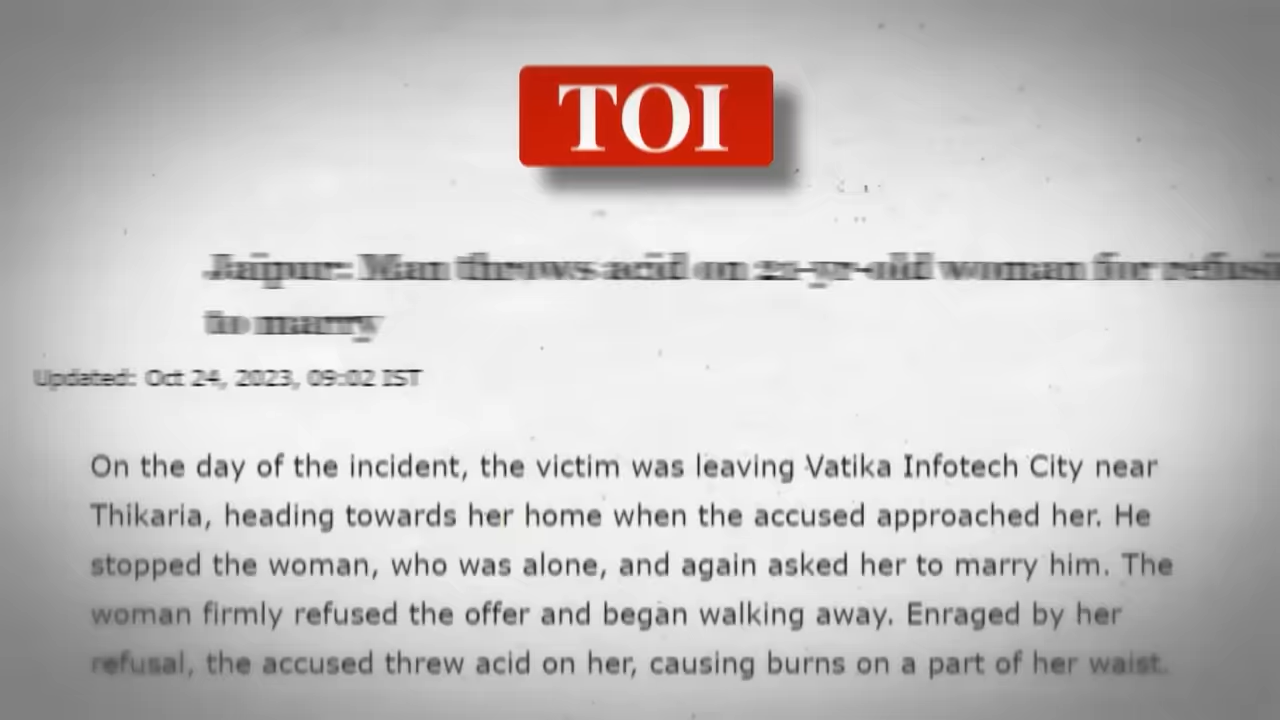 TOI
Jaipur: Man throws acid on 21-yr-old woman for
to marry
Updated: Oct 24, 2023, 09:02 IST
On the day of the incident, the victim was leaving Vatika Infotech City near
Thikaria, heading towards her home when the accused approached her. He
stopped the woman, who was alone, and again asked her to marry him. The
woman firmly refused the offer and began walking away. Enraged by her
refusal, the accused threw acid on her, causing burns on a part of her waist.